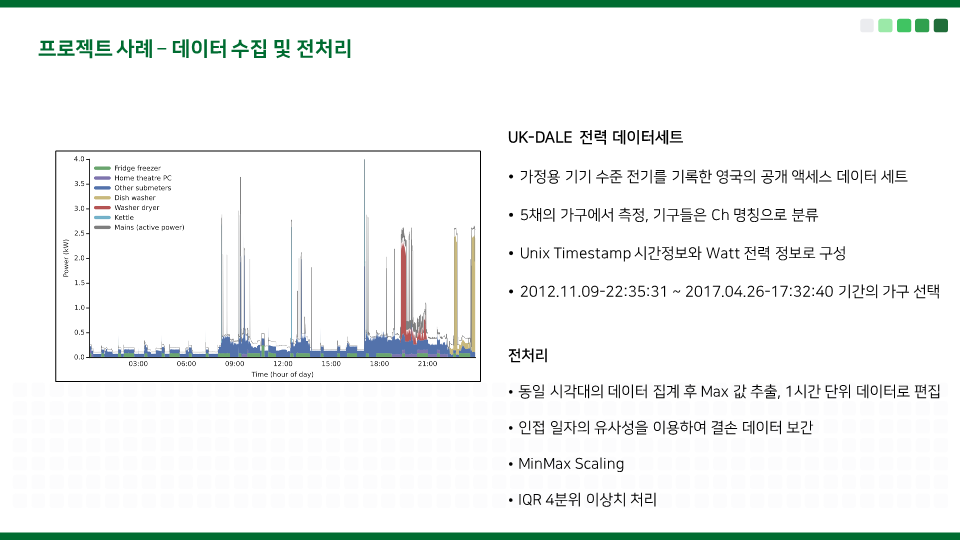 프로젝트 사례 – 데이터 수집 및 전처리
4.0
3.5
3.0
2.5
2.0
1.5
1.0
0.5
0.0
Power (kW)
Fridge freezer
Home theatre PC
Other submeters
Dish washer
Washer dryer
Kettle
Mains (active power)
03:00 06:00 09:00 12:00 15:00 18:00 21:00
Time (hour of day)
UK-DALE 전력 데이터세트
• 가정용 기기 수준 전기를 기록한 영국의 공개 액세스 데이터 세트
• 5채의 가구에서 측정, 기구들은 Ch 명칭으로 분류
• Unix Timestamp 시간정보와 Watt 전력 정보로 구성
• 2012.11.09-22:35:31 ~ 2017.04.26-17:32:40 기간의 가구 선택
전처리
• 동일 시각대의 데이터 집계 후 Max 값 추출, 1시간 단위 데이터로 편집
• 인접 일자의 유사성을 이용하여 결손 데이터 보간
• MinMax Scaling
• IQR 4분위 이상치 처리